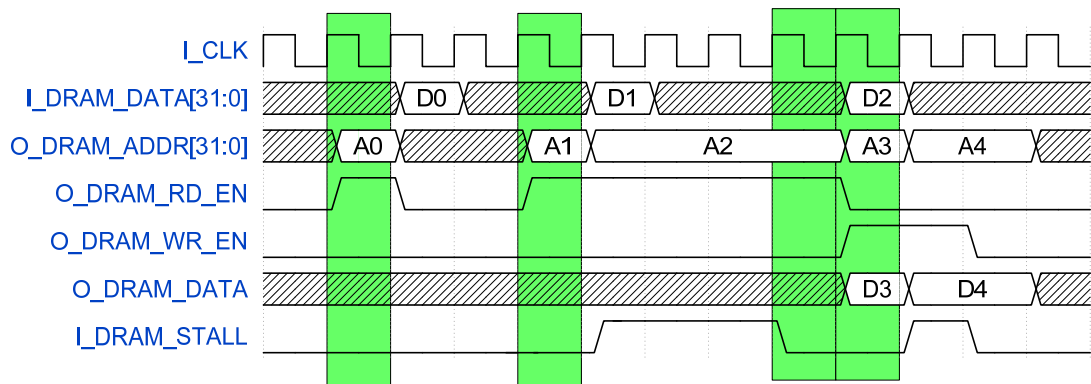 I_CLK
I_DRAM_DATA[31:0] D0 D1 D2
O_DRAM_ADDR[31:0] A0 A1 A2 A3 A4
O_DRAM_RD_EN
O_DRAM_WR_EN
O_DRAM_DATA D3 D4
I_DRAM_STALL